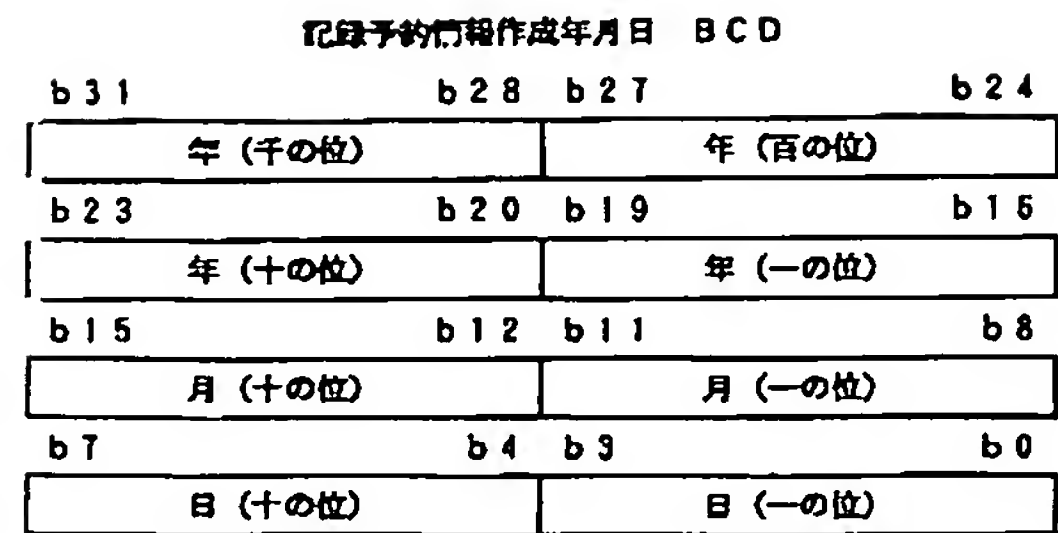 記録予約情報作成年月日 BCD
b31 b28 b27 b24
年(千の位) 年(百の位)
b23 b20 b19 b16
年(十の位) 年(一の位)
b15 b12 b11 b8
月(十の位) 月(一の位)
b7 b4 b3 b0
日(十の位) 日(一の位)